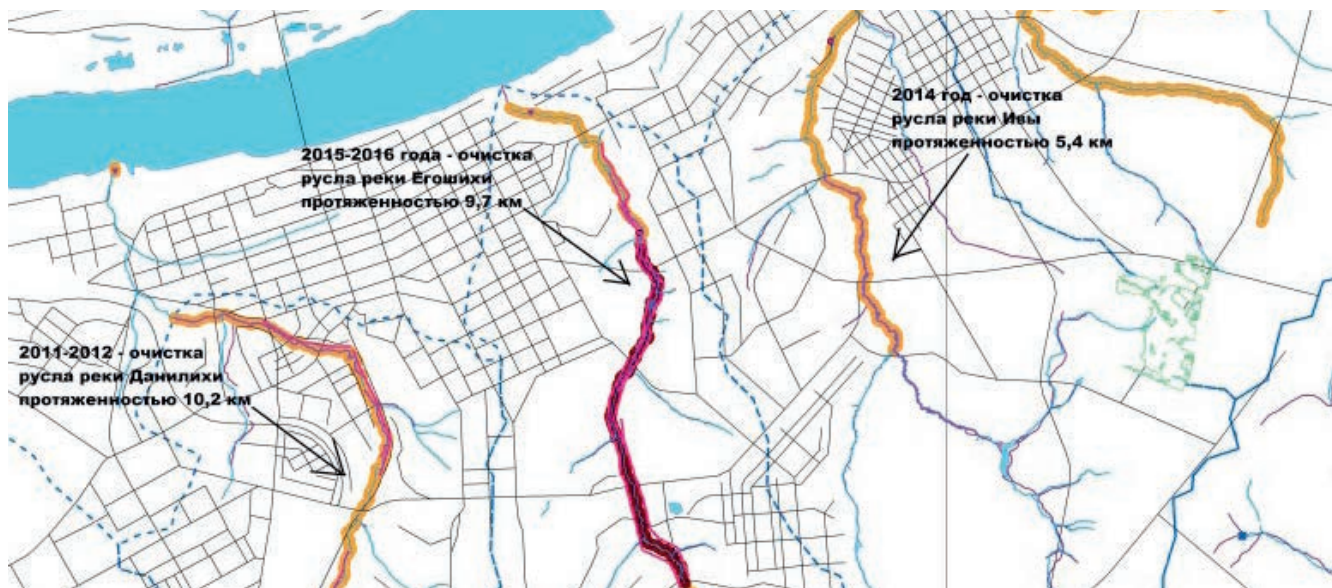 2014 год - очистка
русла реки Ивы
протяженностью 5,4 км
2015-2016 года - очистка
русла реки Егошихи
протяженностью 9,7 км
2011-2012 - очистка
русла реки Данилихи
протяженностью 10,2 км